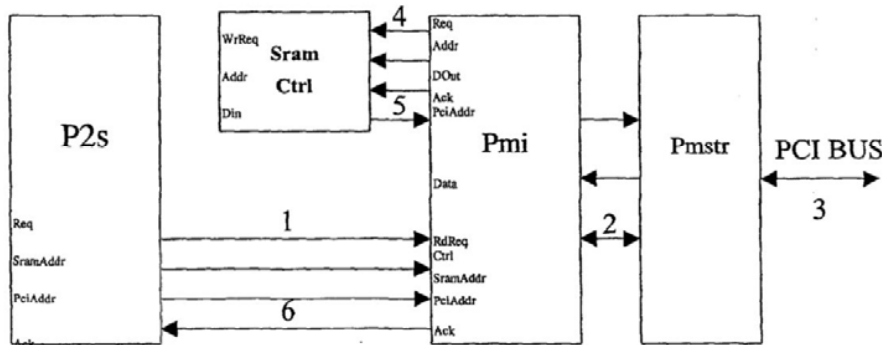 4
Req
WrReq
Addr
Sram
Ctrl
Addr
DOut
Ack
Din
5
PciAddr
P2s
Pmi
Pmstr
PCI BUS
Data
3
Req
1
2
RdReq
SramAddr
Ctrl
SramAddr
PciAddr
PciAddr
6
Ack
Ack